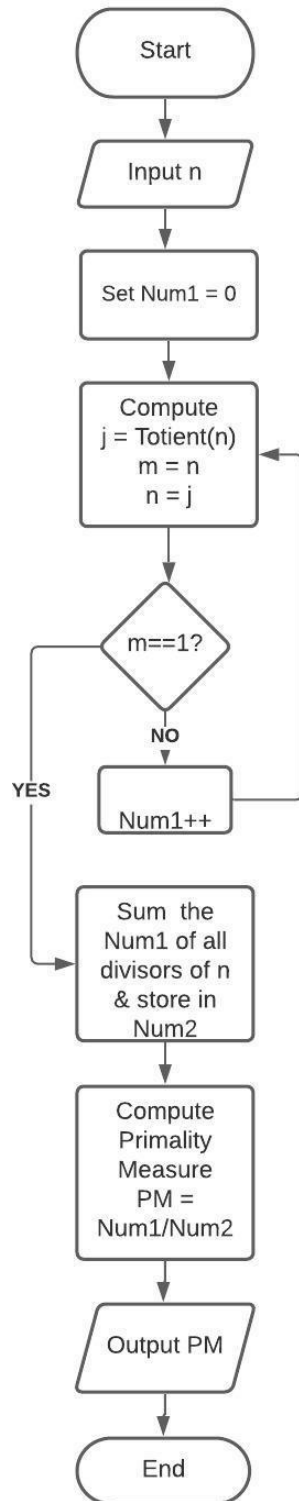 Start
Input n
Set Num1 = 0
Compute
j = Totient(n)
m = n
n = j
m==1?
NO
YES
Num1++
Sum the
Num1 of all
divisors of n
& store in
Num2
Compute
Primality
Measure
PM =
Num1/Num2
Output PM
End